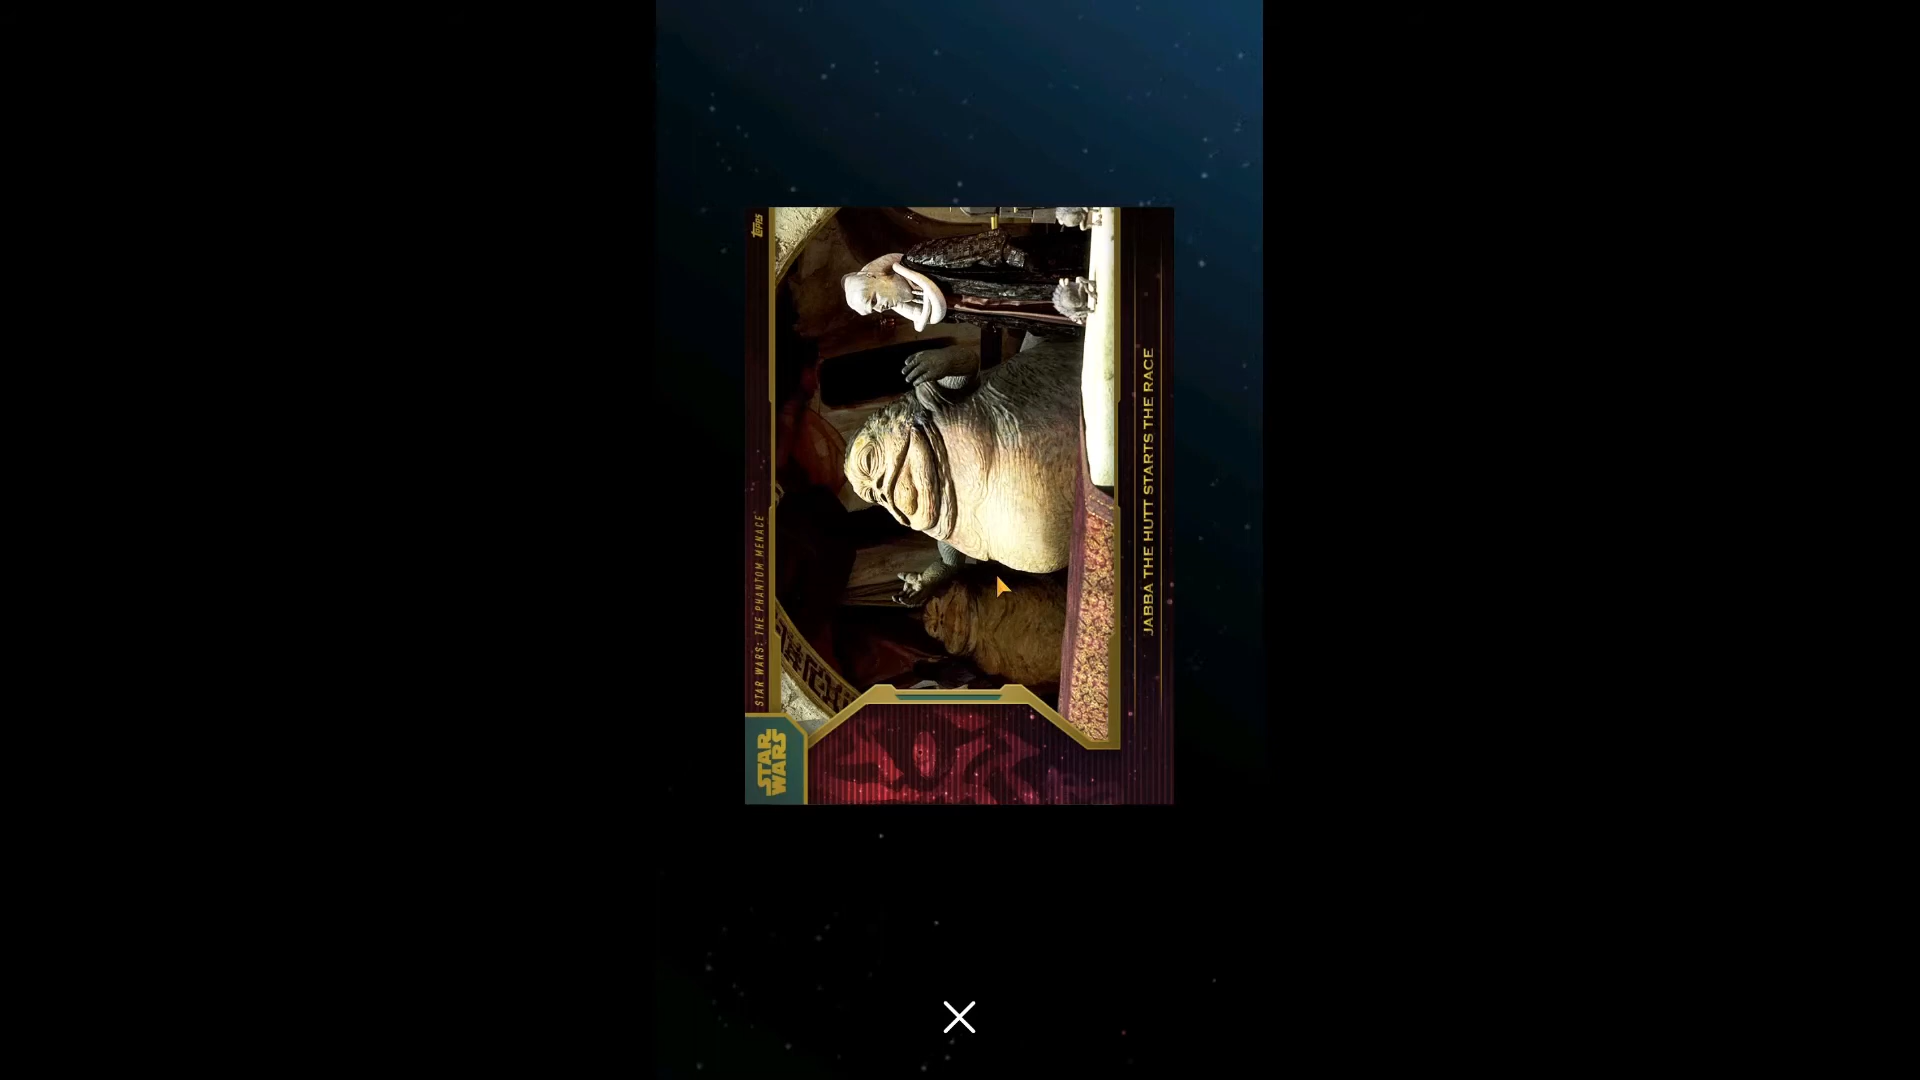 STAR WARS: THE PHANTOM MENACE
Topps
STAR
WARS
JABBA THE HUTT STARTS THE RACE